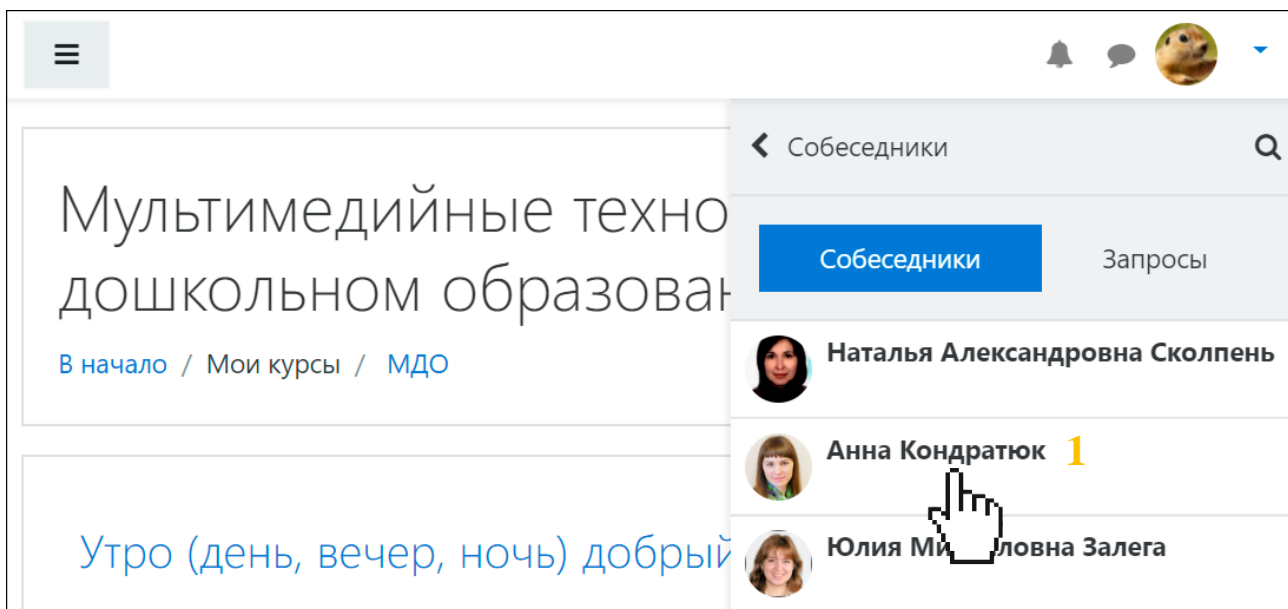 Собеседники
Мультимедийные техно
дошкольном образован
В начало / Мои курсы / МДО
Собеседники Запросы
Наталья Александровна Сколпень
Анна Кондратюк 1
Юлия Ми ловна Залега
Утро (день, вечер, ночь) добрый